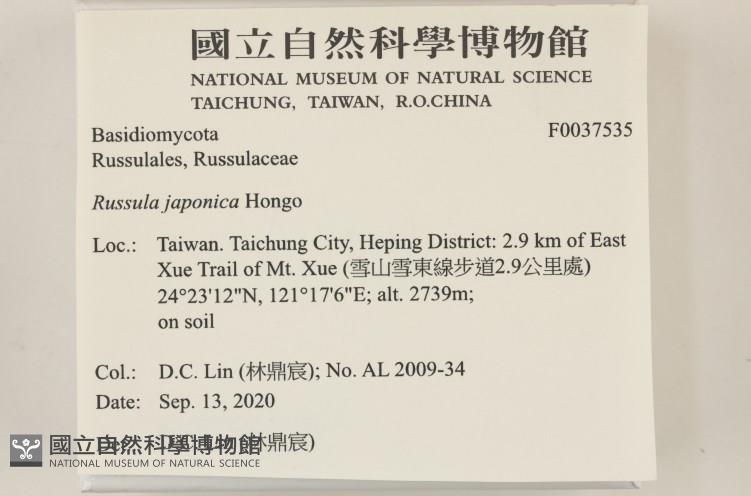 國立自然科學博物館
NATIONAL MUSEUM OF NATURAL SCIENCE
TAICHUNG, TAIWAN, R.O.CHINA
Basidiomycota F0037535
Russulales, Russulaceae
Russula japonica Hongo
Loc.: Taiwan. Taichung City, Heping District: 2.9 km of East
Xue Trail of Mt. Xue (雪山雪東線步道2.9公里處)
24°23'12"N, 121°17'6"E; alt. 2739m;
on soil
Col.: D.C. Lin (林鼎宸); No. AL 2009-34
Date: Sep. 13, 2020
林鼎宸)
國立自然科學博物館
NATIONAL MUSEUM OF NATURAL SCIENCE